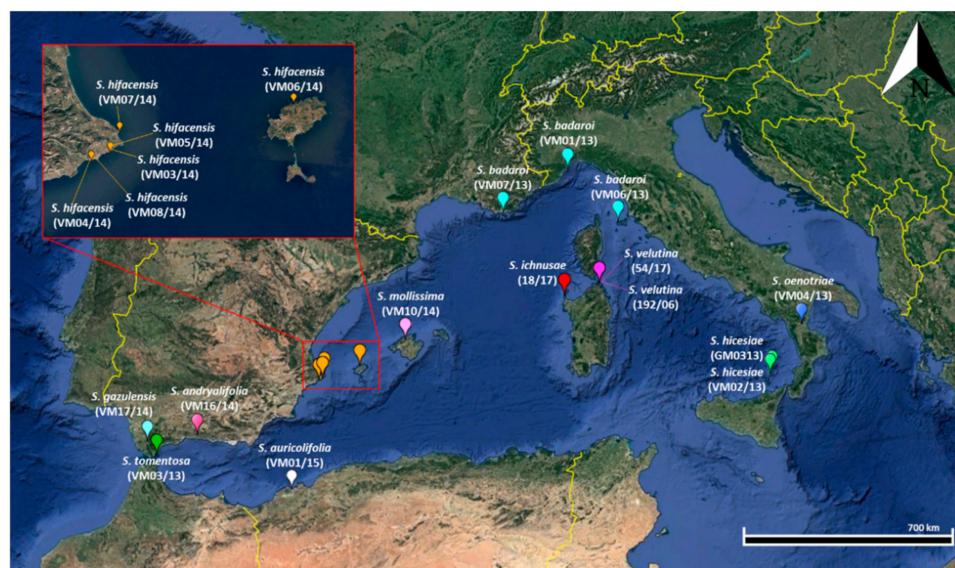 S. hifacensis
(VM07/14)
S. hifacensis
(VM06/14)
S. hifacensis
(VM05/14)
S. hifacensis
(VM03/14)
S. hifacensis
(VM04/14)
S. hifacensis
(VM08/14)
N
S. badaroi
(VM01/13)
S. badaroi
(VM07/13)
S. badaroi
(VM06/13)
S. velutina
(54/17)
S. ichnusae
(18/17)
S. velutina
(192/06)
S. oenotriae
(VM04/13)
S. mollissima
(VM10/14)
S. hicesiae
(GM0313)
S. hicesiae
(VM02/13)
S. gazulensis
(VM17/14)
S. andryalifolia
(VM16/14)
S. tomentosa
(VM03/13)
S. auricolifolia
(VM01/15)
700 km